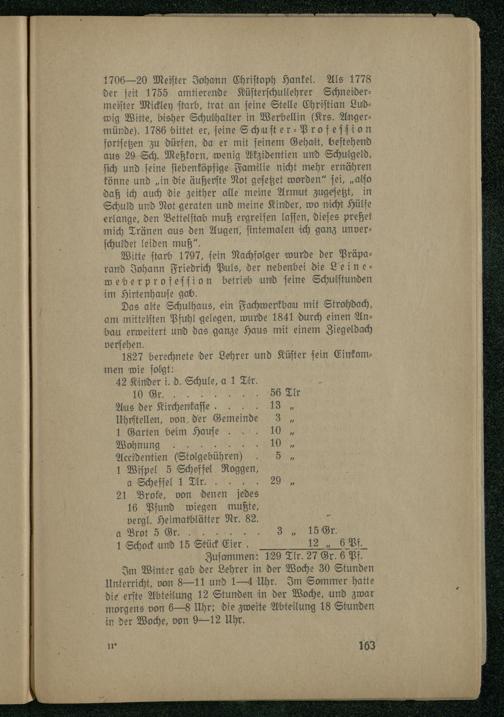 1706—20 Meister Johann Christoph Hankel. Als 1778
der seit 1755 amtierende Küsterschullehrer Schneider-
meister Mickley starb, trat an seine Stelle Christian Lud-
wig Witte, bisher Schulhalter in Werbellin (Krs. Anger-
münde). 1786 bittet er, seine Schuster-Profession
fortsetzen zu dürfen, da er mit seinem Gehalt, bestehend
aus 29 Sch. Meßkorn, wenig Akzidentien und Schulgeld,
sich und seine siebenköpfige Familie nicht mehr ernähren
könne und „in die äußerste Not gesetzet worden“ sei, „also
daß ich auch die zeither alle meine Armut zugesetzt, in
Schuld und Not geraten und meine Kinder, wo nicht Hülfe
erlange, den Bettelstab muß ergreifen lassen, dieses presset
mich Tränen aus den Augen, sintemalen ich ganz unver-
schuldet leiden muß“.
Witte starb 1797, sein Nachfolger wurde der Präpa-
rand Johann Friedrich Puls, der nebenbei die Leine-
weberprofession betrieb und seine Schulstunden
im Hirtenhause gab.
Das alte Schulhaus, ein Fachwerkbau mit Strohdach,
am mittelsten Pfuhl gelegen, wurde 1841 durch einen An-
bau erweitert und das ganze Haus mit einem Ziegeldach
versehen.
1827 berechnete der Lehrer und Küster sein Einkom-
men wie folgt:
42 Kinder i. d. Schule, a 1 Tlr.
10 Gr. . . . . . . . . 56 Tlr
Aus der Kirchenkasse . . . . 13 „
Uhrstellen, von der Gemeinde 3 „
1 Garten beim Hause . . . 10 „
Wohnung . . . . . . . 10 „
Accidentien (Stolgebühren) . 5 „
1 Wispel 5 Scheffel Roggen,
a Scheffel 1 Tlr. . . . . 29 „
21 Brote, von denen jedes
16 Pfund wiegen mußte,
vergl. Heimatblätter Nr. 82.
a Brot 5 Gr. . . . . . . 3 „ 15 Gr.
1 Schock und 15 Stück Eier . 12 „ 6 Pf.
Zusammen: 129 Tlr. 27 Gr. 6 Pf.
Im Winter gab der Lehrer in der Woche 30 Stunden
Unterricht, von 8—11 und 1—4 Uhr. Im Sommer hatte
die erste Abteilung 12 Stunden in der Woche, und zwar
morgens von 6—8 Uhr; die zweite Abteilung 18 Stunden
in der Woche, von 9—12 Uhr.
11* 163